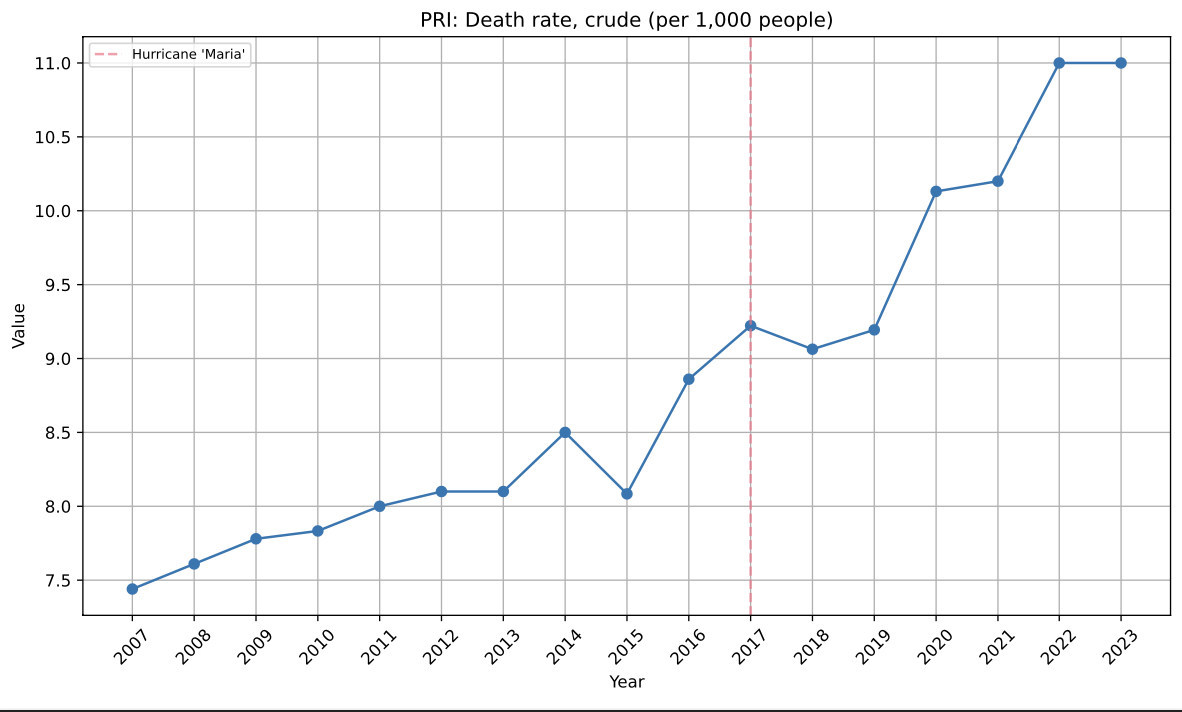 PRI: Death rate, crude (per 1,000 people)
Hurricane 'Maria'
11.0
10.5
10.0
9.5
9.0
8.5
8.0
7.5
Value
2007 2008 2009 2010 2011 2012 2013 2014 2015 2016 2017 2018 2019 2020 2021 2022 2023
Year